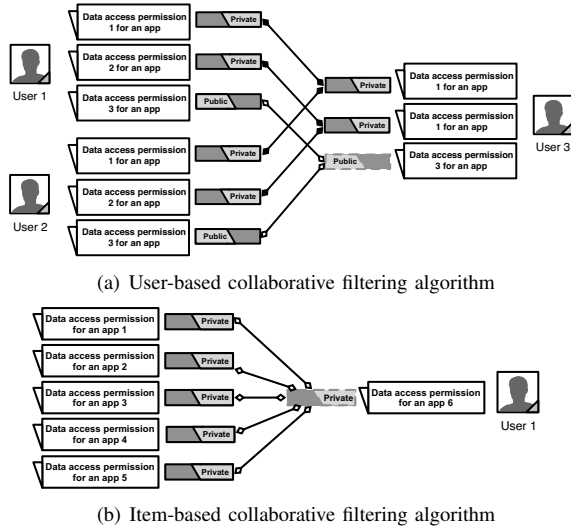 Data access permission
1 for an app
Private
Data access permission
2 for an app
Private
User 1
Data access permission
3 for an app
Public
Data access permission
1 for an app
Private
Data access permission
2 for an app
Private
User 2
Data access permission
3 for an app
Public
Private
Data access permission
1 for an app
Private
Data access permission
1 for an app
User 3
Public
Data access permission
3 for an app
(a) User-based collaborative filtering algorithm
Data access permission
for an app 1
Private
Data access permission
for an app 2
Private
Data access permission
for an app 3
Private
Data access permission
for an app 4
Private
Data access permission
for an app 5
Private
Private
Data access permission
for an app 6
User 1
(b) Item-based collaborative filtering algorithm